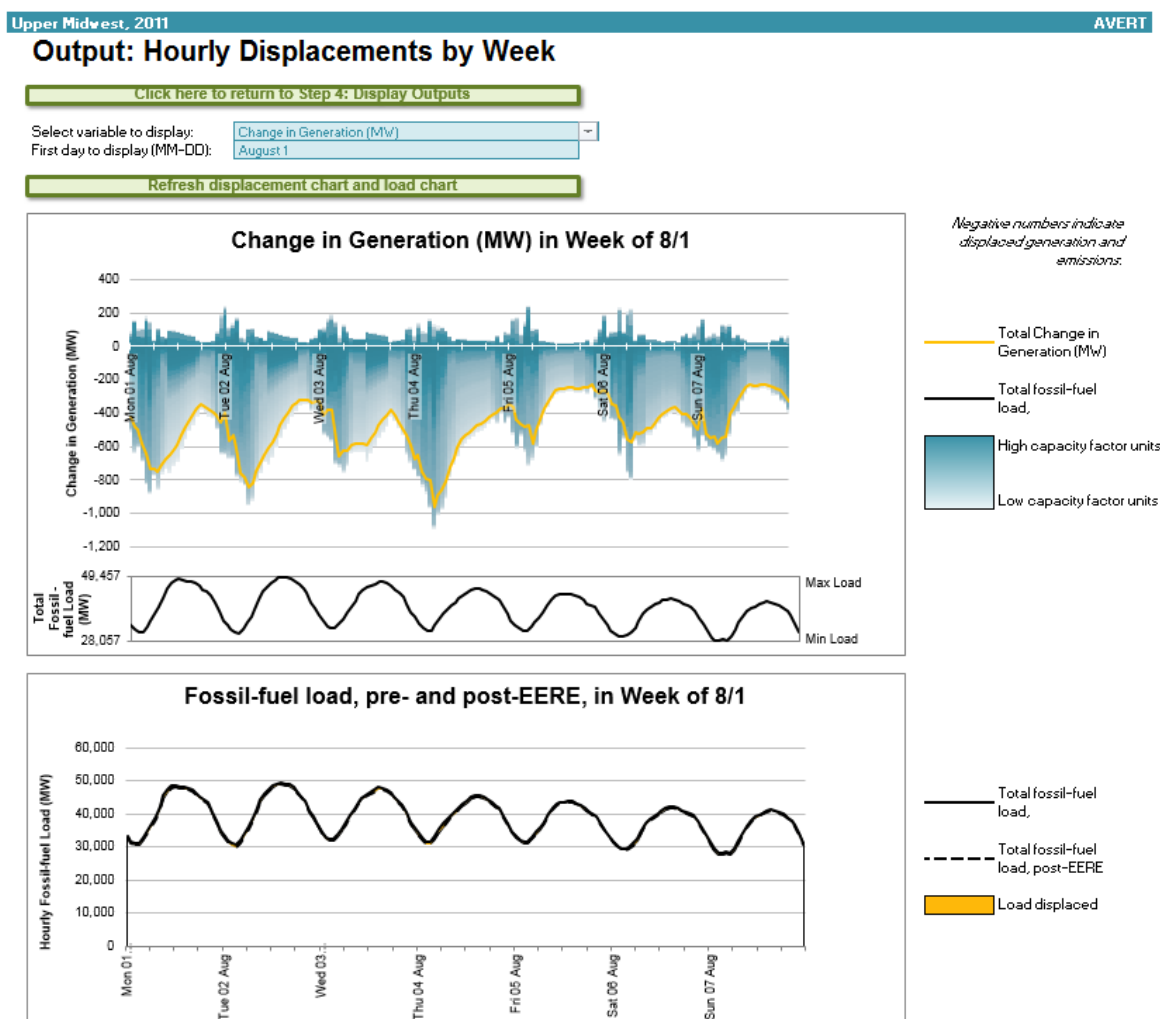 Upper Midwest, 2011 AVERT
Output: Hourly Displacements by Week
Click here to return to Step 4: Display Outputs
Select variable to display: Change in Generation (MW)
First day to display (MM-DD): August 1
Refresh displacement chart and load chart
Change in Generation (MW) in Week of 8/1
Change in Generation (MW)
400
200
0
-200
-400
-600
-800
-1,000
-1,200
Mon 01 Aug
Tue 02 Aug
Wed 03 Aug
Thu 04 Aug
Fri 05 Aug
Sat 06 Aug
Sun 07 Aug
Total
Fossil-
fuel Load
(MW)
49,457
28,057
Max Load
Min Load
Negative numbers indicate
displaced generation and
emissions.
Total Change in
Generation (MW)
Total fossil-fuel
load,
High capacity factor units
Low capacity factor units
Fossil-fuel load, pre- and post-EERE, in Week of 8/1
Hourly Fossil-fuel Load (MW)
60,000
50,000
40,000
30,000
20,000
10,000
0
Mon 01...
Tue 02 Aug
Wed 03...
Thu 04 Aug
Fri 05 Aug
Sat 06 Aug
Sun 07 Aug
Total fossil-fuel
load,
Total fossil-fuel
load, post-EERE
Load displaced